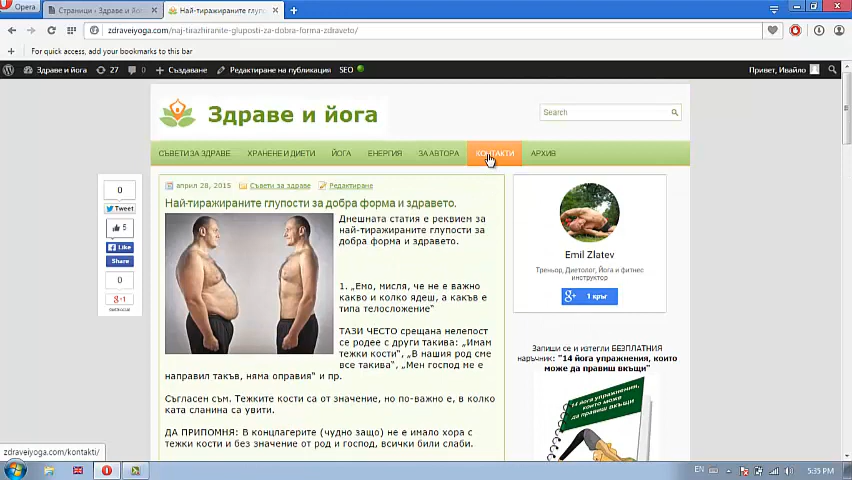 Opera
Страници ‹ Здраве и йо
Най-тиражираните глупо
zdraveiyoga.com/naj-tirazhiranite-gluposti-za-dobra-forma-zdraveto/
For quick access, add your bookmarks to this bar
Здраве и йога
27
0
Създаване
Редактиране на публикация
SEO
Привет, Ивайло
Здраве и йога
Search
СЪВЕТИ ЗА ЗДРАВЕ
ХРАНЕНЕ И ДИЕТИ
ЙОГА
ЕНЕРГИЯ
ЗА АВТОРА
КОНТАКТИ
АРХИВ
0
Tweet
5
Like
Share
0
g+1
април 28, 2015
Съвети за здраве
Редактиране
Най-тиражираните глупости за добра форма и здравето.
Днешната статия е реквием за
най-тиражираните глупости за
добра форма и здравето.
1. „Емо, мисля, че не е важно
какво и колко ядеш, а какъв е
типа телосложение"
ТАЗИ ЧЕСТО срещана нелепост
се родее с други такива: „Имам
тежки кости", „В нашия род сме
все такива", „Мен господ ме е
направил такъв, няма оправия" и пр.
Съгласен съм. Тежките кости са от значение, но по-важно е, в колко
ката сланина са увити.
ДА ПРИПОМНЯ: В концлагерите (чудно защо) не е имало хора с
тежки кости и без значение от род и господ, всички били слаби.
Emil Zlatev
Треньор, Диетолог, Йога и фитнес
инструктор
g+ 1 кръг
Запиши се и изтегли БЕЗПЛАТНИЯ
наръчник: "14 йога упражнения, които
може да правиш вкъщи"
14 йога упражнения,
които може
да правиш вкъщи
zdraveiyoga.com/kontakti/
EN
5:35 PM